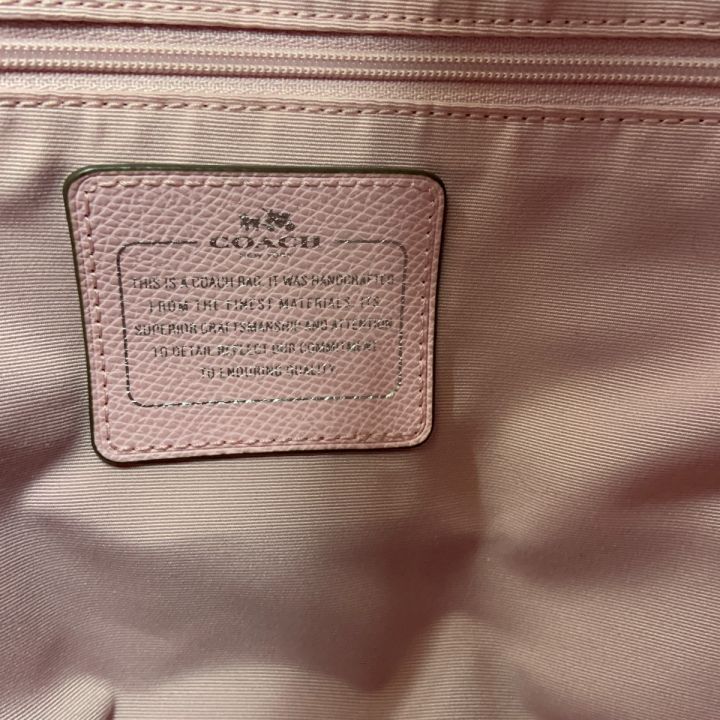 COACH
NEW YORK
THIS IS A COACH BAG. IT WAS HANDCRAFTED
FROM THE FINEST MATERIALS. ITS
SUPERIOR CRAFTSMANSHIP AND ATTENTION
TO DETAIL REFLECT OUR COMMITMENT
TO ENDURING QUALITY.